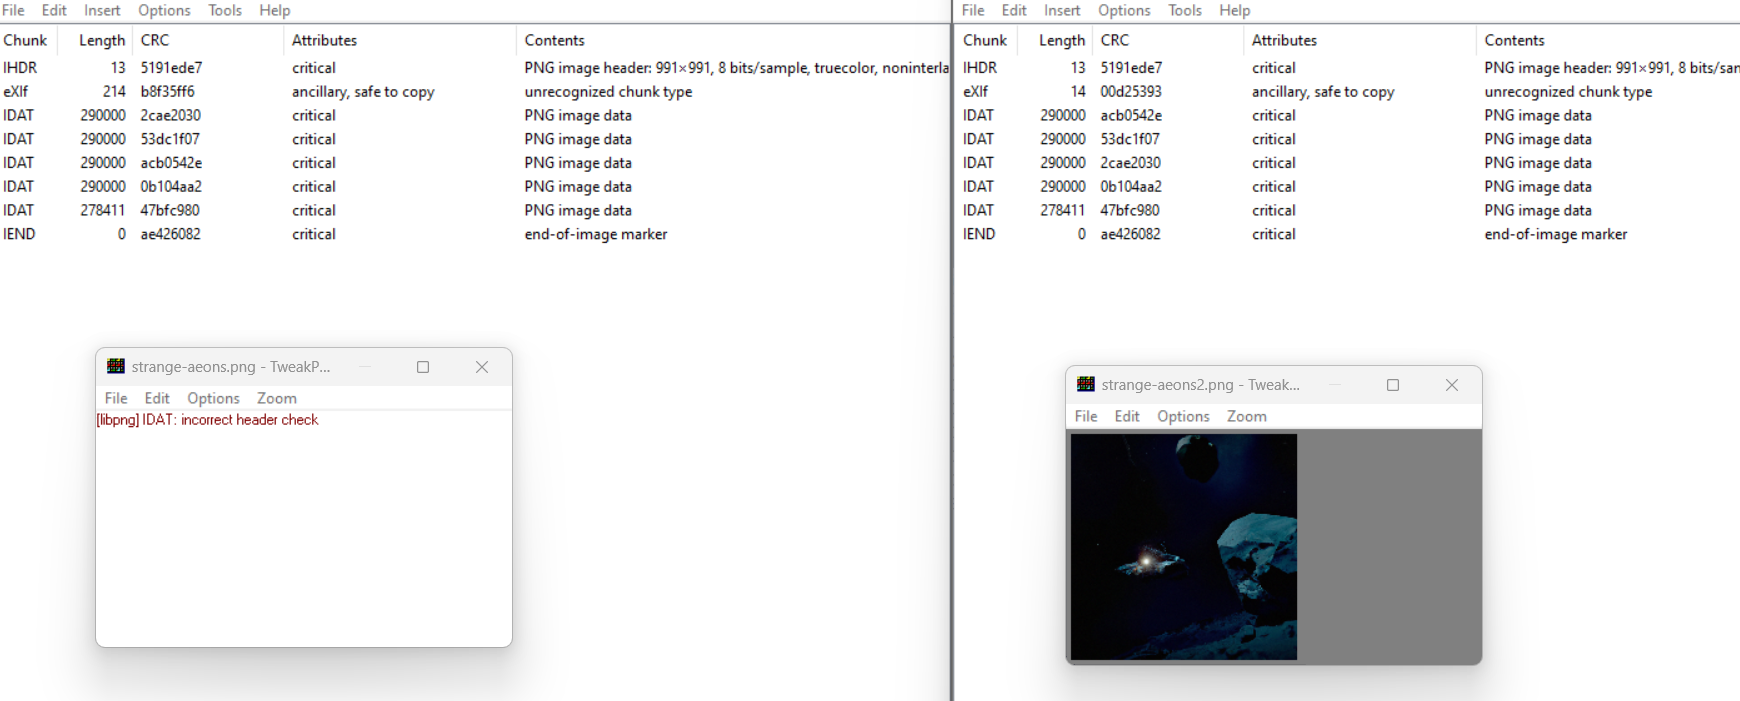 File Edit Insert Options Tools Help
Chunk Length CRC Attributes Contents
IHDR 13 5191ede7 critical PNG image header: 991×991, 8 bits/sample, truecolor, noninterla
eXIf 214 b8f35ff6 ancillary, safe to copy unrecognized chunk type
IDAT 290000 2cae2030 critical PNG image data
IDAT 290000 53dc1f07 critical PNG image data
IDAT 290000 acb0542e critical PNG image data
IDAT 290000 0b104aa2 critical PNG image data
IDAT 278411 47bfc980 critical PNG image data
IEND 0 ae426082 critical end-of-image marker
strange-aeons.png - TweakP...
File Edit Options Zoom
[libpng] IDAT: incorrect header check
File Edit Insert Options Tools Help
Chunk Length CRC Attributes Contents
IHDR 13 5191ede7 critical PNG image header: 991×991, 8 bits/san
eXIf 14 00d25393 ancillary, safe to copy unrecognized chunk type
IDAT 290000 acb0542e critical PNG image data
IDAT 290000 53dc1f07 critical PNG image data
IDAT 290000 2cae2030 critical PNG image data
IDAT 290000 0b104aa2 critical PNG image data
IDAT 278411 47bfc980 critical PNG image data
IEND 0 ae426082 critical end-of-image marker
strange-aeons2.png - Tweak...
File Edit Options Zoom